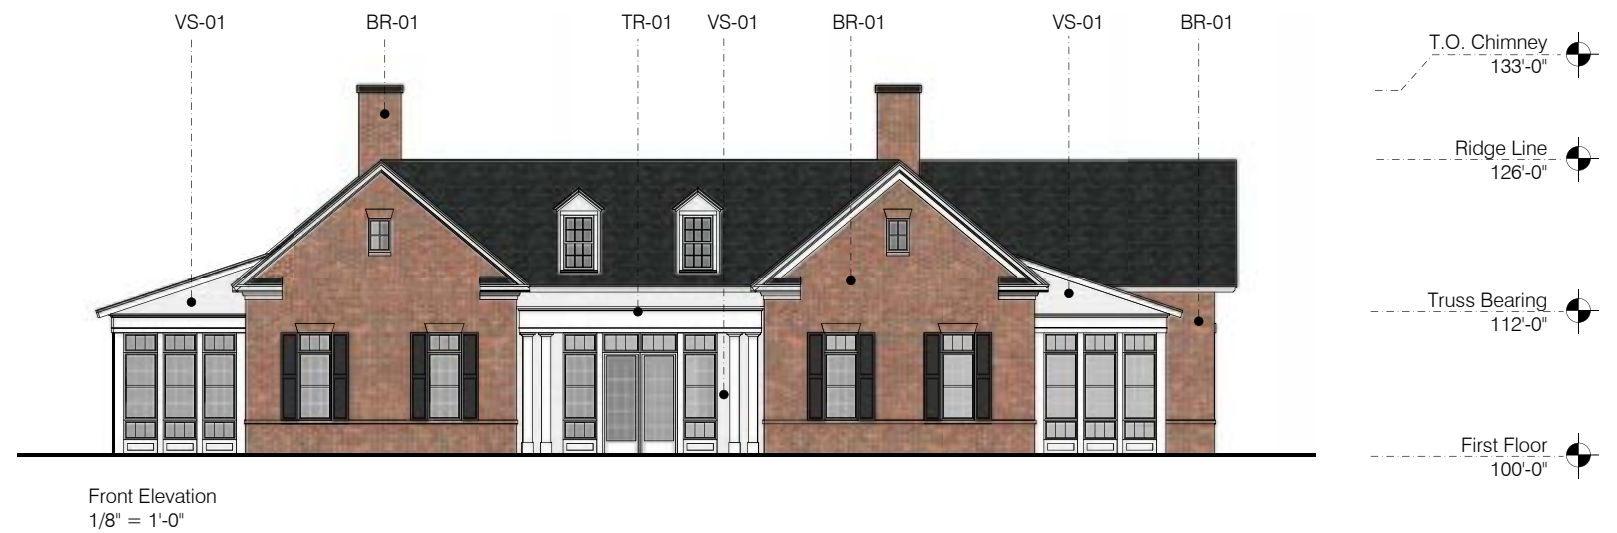 VS-01 BR-01 TR-01 VS-01 BR-01 VS-01 BR-01
T.O. Chimney
133'-0"
Ridge Line
126'-0"
Truss Bearing
112'-0"
First Floor
100'-0"
Front Elevation
1/8" = 1'-0"